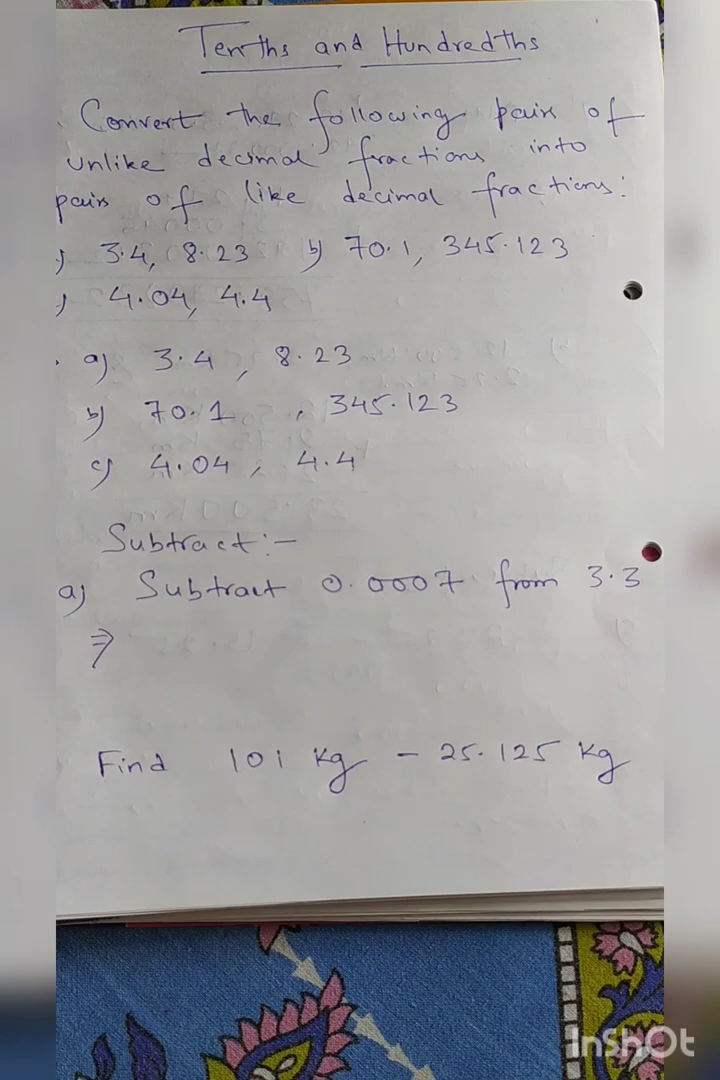 Tenths and Hundredths
Convert the following pairs of
unlike decimal fractions into
pairs of like decimal fractions:
) 3.4, 8.23 b) 70.1, 345.123
) 4.04, 4.4
a) 3.4 , 8.23
b) 70.1 , 345.123
c) 4.04 , 4.4
Subtract:-
a) Subtract 0.0007 from 3.3
⇒
Find 101 kg - 25.125 kg
InShOt